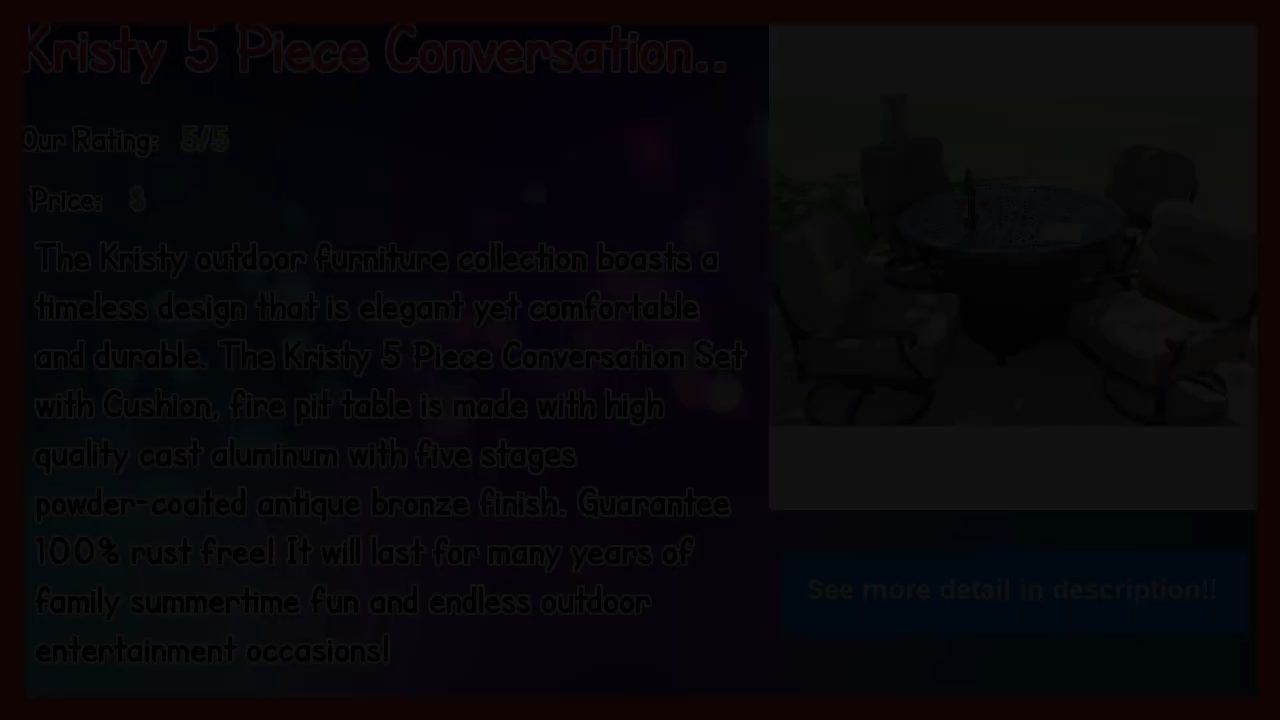 Kristy 5 Piece Conversation..
Our Rating: 5/5
Price: $
The Kristy outdoor furniture collection boasts a
timeless design that is elegant yet comfortable
and durable. The Kristy 5 Piece Conversation Set
with Cushion, fire pit table is made with high
quality cast aluminum with five stages
powder-coated antique bronze finish. Guarantee
100% rust free! It will last for many years of
family summertime fun and endless outdoor
entertainment occasions!
See more detail in description!!